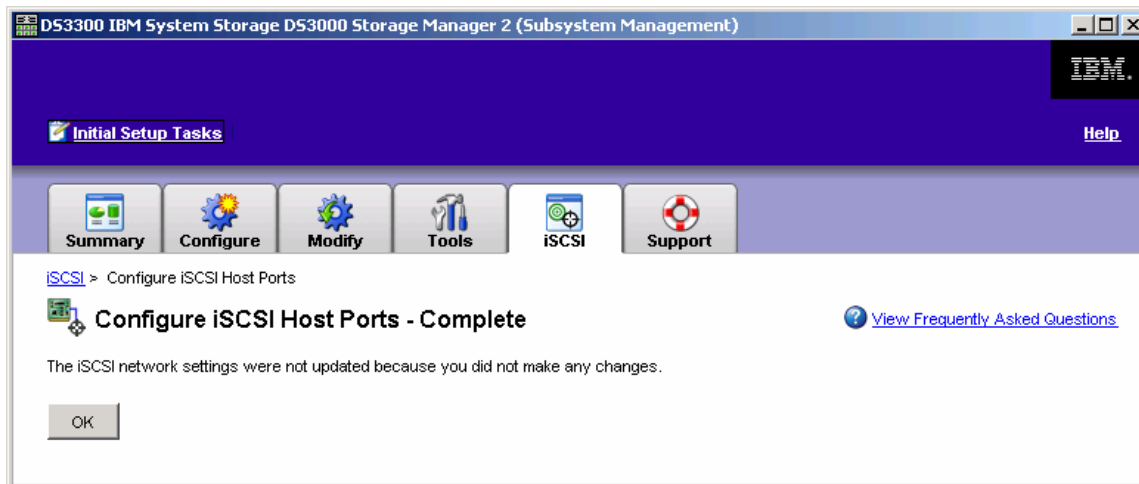 DS3300 IBM System Storage DS3000 Storage Manager 2 (Subsystem Management)
IBM.
Initial Setup Tasks
Help
Summary
Configure
Modify
Tools
iSCSI
Support
iSCSI > Configure iSCSI Host Ports
Configure iSCSI Host Ports - Complete
View Frequently Asked Questions
The iSCSI network settings were not updated because you did not make any changes.
OK